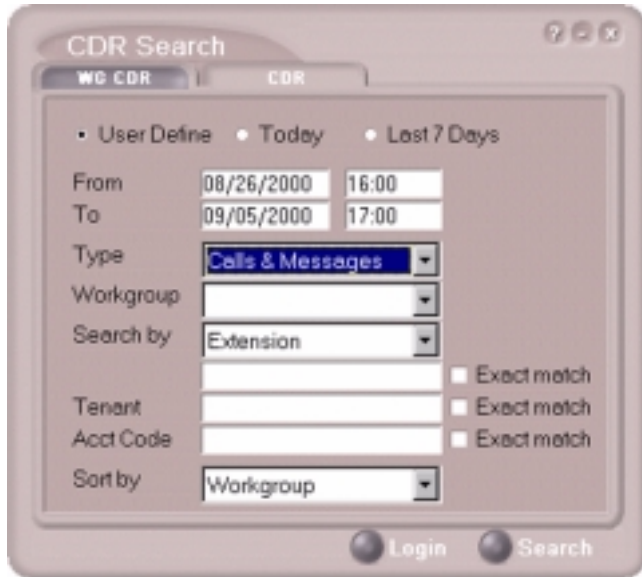 CDR Search
WG CDR CDR
User Define Today Last 7 Days
From 08/26/2000 16:00
To 09/05/2000 17:00
Type Calls & Messages
Workgroup
Search by Extension
Exact match
Tenant Exact match
Acct Code Exact match
Sort by Workgroup
Login Search